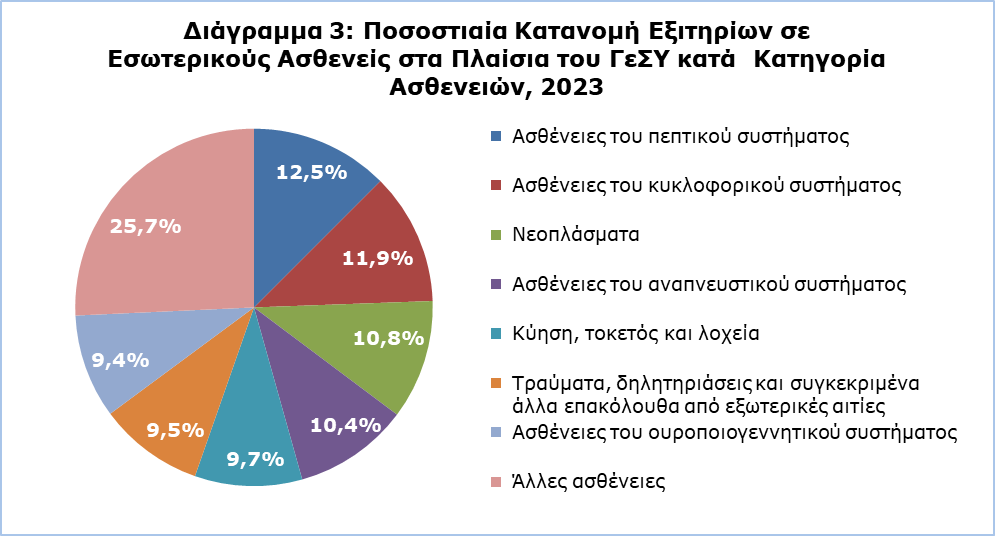 Διάγραμμα 3: Ποσοστιαία Κατανομή Εξιτηρίων σε
Εσωτερικούς Ασθενείς στα Πλαίσια του ΓεΣΥ κατά Κατηγορία
Ασθενειών, 2023
12,5%
11,9%
10,8%
10,4%
9,7%
9,5%
9,4%
25,7%
Ασθένειες του πεπτικού συστήματος
Ασθένειες του κυκλοφορικού συστήματος
Νεοπλάσματα
Ασθένειες του αναπνευστικού συστήματος
Κύηση, τοκετός και λοχεία
Τραύματα, δηλητηριάσεις και συγκεκριμένα
άλλα επακόλουθα από εξωτερικές αιτίες
Ασθένειες του ουροποιογεννητικού συστήματος
Άλλες ασθένειες